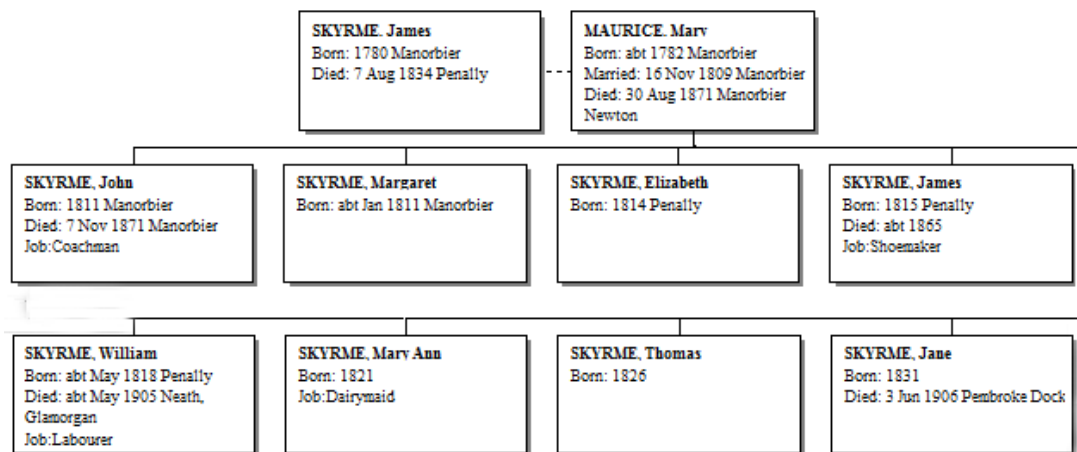 SKYRME, James
Born: 1780 Manorbier
Died: 7 Aug 1834 Penally
MAURICE, Mary
Born: abt 1782 Manorbier
Married: 16 Nov 1809 Manorbier
Died: 30 Aug 1871 Manorbier
Newton
SKYRME, John
Born: 1811 Manorbier
Died: 7 Nov 1871 Manorbier
Job:Coachman
SKYRME, Margaret
Born: abt Jan 1811 Manorbier
SKYRME, Elizabeth
Born: 1814 Penally
SKYRME, James
Born: 1815 Penally
Died: abt 1865
Job:Shoemaker
SKYRME, William
Born: abt May 1818 Penally
Died: abt May 1905 Neath,
Glamorgan
Job:Labourer
SKYRME, Mary Ann
Born: 1821
Job:Dairymaid
SKYRME, Thomas
Born: 1826
SKYRME, Jane
Born: 1831
Died: 3 Jun 1906 Pembroke Dock